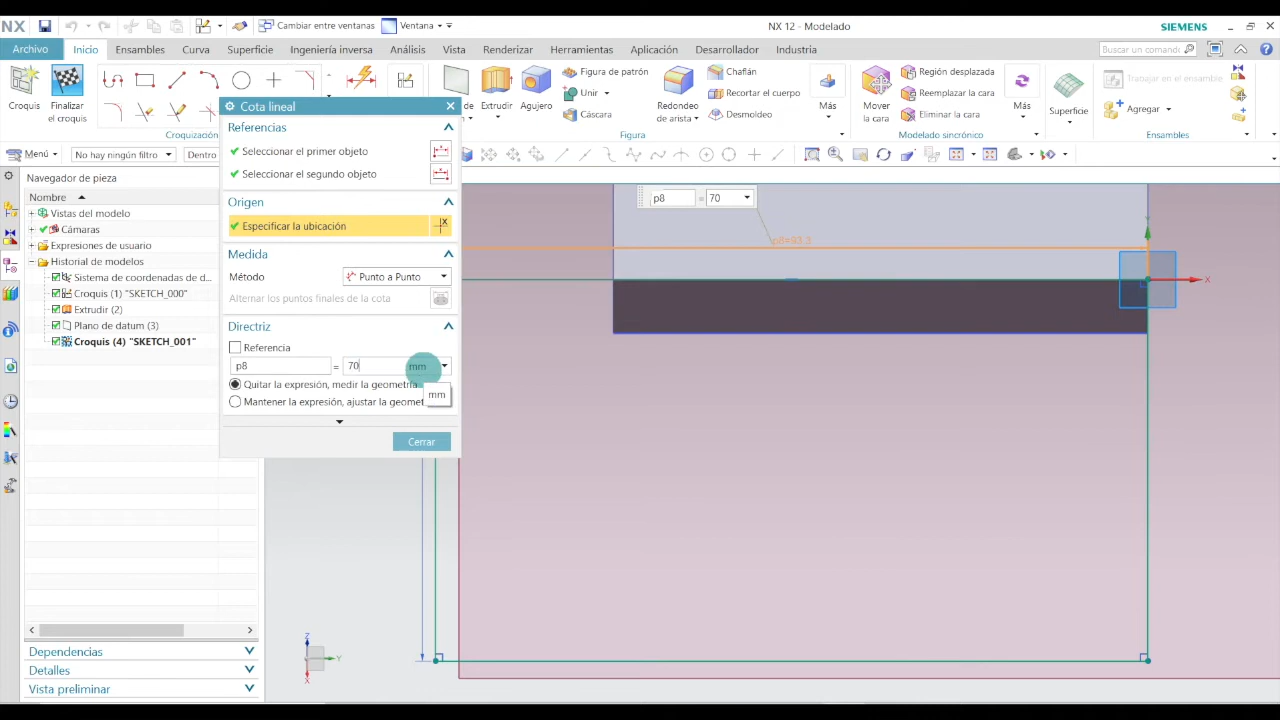 NX
Cambiar entre ventanas
Ventana
NX 12 - Modelado
SIEMENS
Archivo
Inicio
Ensambles
Curva
Superficie
Ingeniería inversa
Análisis
Vista
Renderizar
Herramientas
Aplicación
Desarrollador
Industria
Buscar un comando
Croquis
Finalizar
el croquis
Croquizació
de
Extrudir
Agujero
Figura de patrón
Unir
Cáscara
Redondeo
de arista
Chaflán
Recortar el cuerpo
Desmoldeo
Más
Figura
Mover
la cara
Región desplazada
Reemplazar la cara
Eliminar la cara
Más
Modelado sincrónico
Superficie
Trabajar en el ensamble
Agregar
Ensambles
Menú
No hay ningún filtro
Dentro
Navegador de pieza
Nombre
Vistas del modelo
Cámaras
Expresiones de usuario
Historial de modelos
Sistema de coordenadas de d...
Croquis (1) "SKETCH_000"
Extrudir (2)
Plano de datum (3)
Croquis (4) "SKETCH_001"
Dependencias
Detalles
Vista preliminar
Cota lineal
Referencias
Seleccionar el primer objeto
Seleccionar el segundo objeto
Origen
Especificar la ubicación
Medida
Método
Punto a Punto
Alternar los puntos finales de la cota
Directriz
Referencia
p8 = 70 mm
Quitar la expresión, medir la geometría
Mantener la expresión, ajustar la geomet
mm
Cerrar
p8 = 70
p8=93.3
Y
X
Z
Y
X